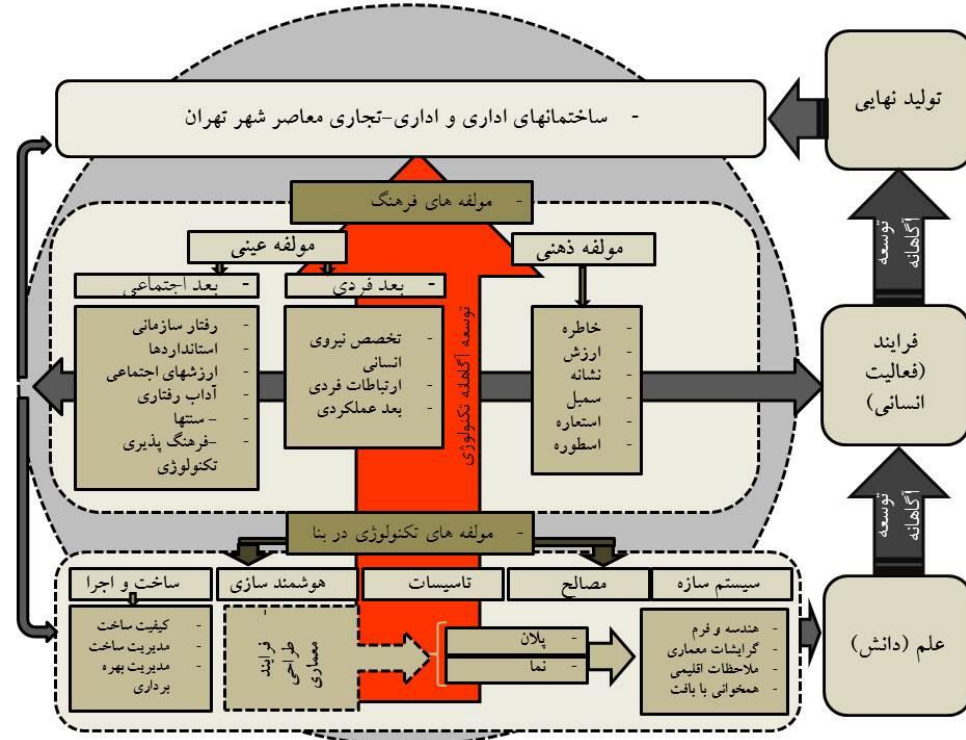 تولید نهایی
- ساختمانهای اداری و اداری-تجاری معاصر شهر تهران
توسعه
آگاهانه
- مولفه های فرهنگ
مولفه ذهنی
مولفه عینی
- بعد فردی
- بعد اجتماعی
- خاطره
- ارزش
- نشانه
- سمبل
- استعاره
- اسطوره
- تخصص نیروی
انسانی
- ارتباطات فردی
- بعد عملکردی
- رفتار سازمانی
- استانداردها
- ارزشهای اجتماعی
- آداب رفتاری
- سنتها
-فرهنگ پذیری
تکنولوژی
توسعه آگاهانه تکنولوژی
فرایند
(فعالیت
انسانی)
توسعه
آگاهانه
- مولفه های تکنولوژی در بنا
سیستم سازه
مصالح
تاسیسات
هوشمند سازی
ساخت و اجرا
- هندسه و فرم
- گرایشات معماری
- ملاحظات اقلیمی
- همخوانی با بافت
- پلان
- نما
- فرایند
طراحی
معماری
- کیفیت ساخت
- مدیریت ساخت
- مدیریت بهره
برداری
علم (دانش)